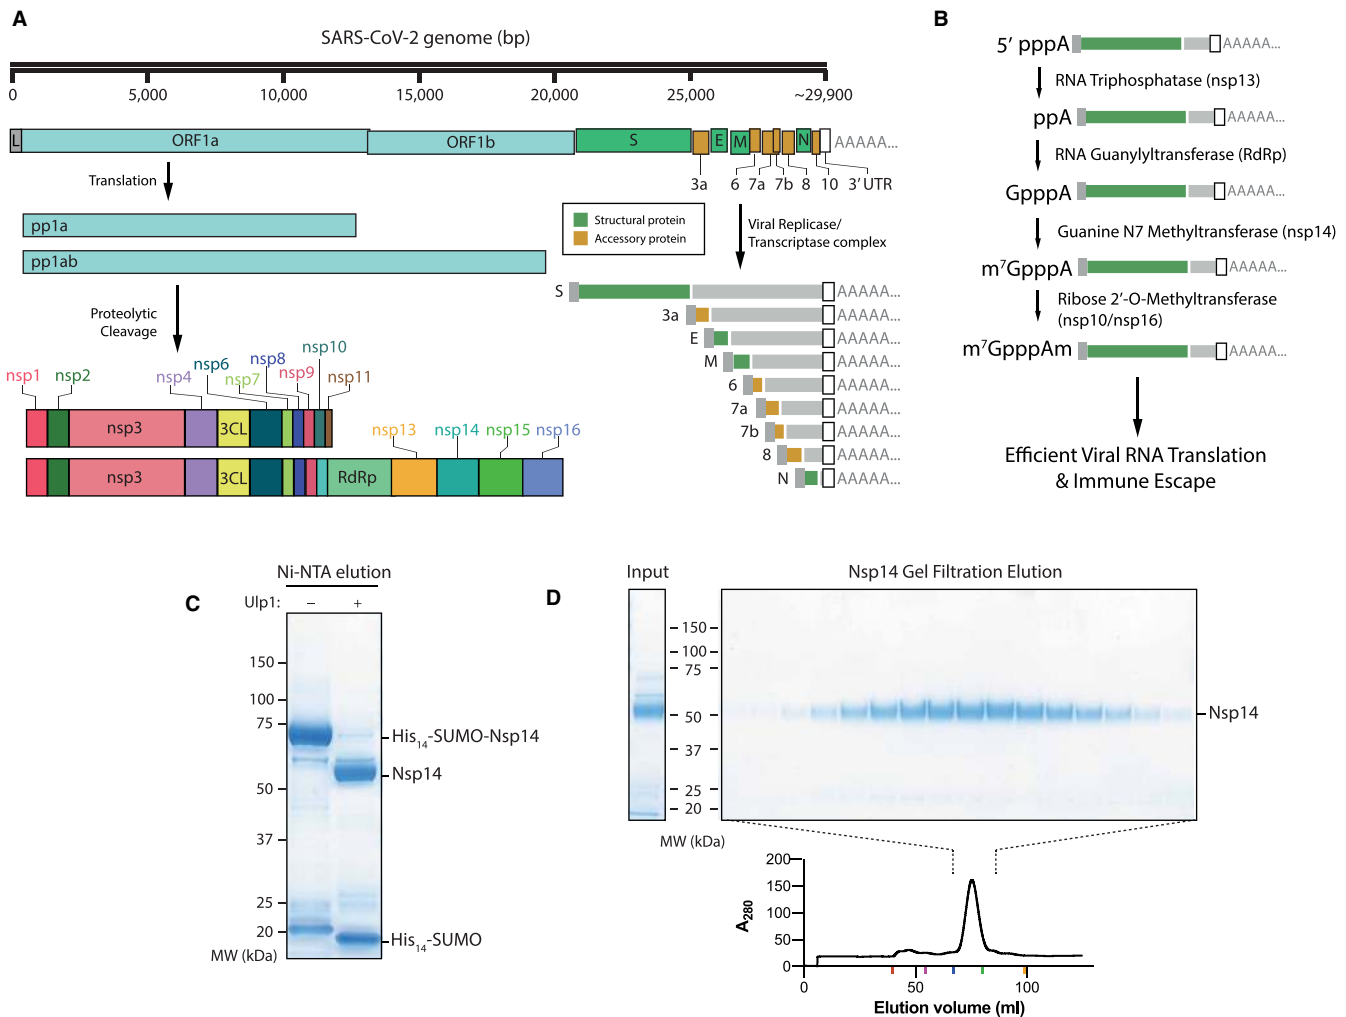 A
SARS-CoV-2 genome (bp)
0 5,000 10,000 15,000 20,000 25,000 ~29,900
L ORF1a ORF1b S E M N AAAAA...
3a 6 7a 7b 8 10 3’ UTR
Translation
pp1a
pp1ab
Structural protein
Accessory protein
Viral Replicase/
Transcriptase complex
Proteolytic
Cleavage
nsp1 nsp2 nsp4 nsp6 nsp7 nsp8 nsp9 nsp10 nsp11
nsp3 3CL
nsp13 nsp14 nsp15 nsp16
nsp3 3CL RdRp
S AAAAA...
3a AAAAA...
E AAAAA...
M AAAAA...
6 AAAAA...
7a AAAAA...
7b AAAAA...
8 AAAAA...
N AAAAA...
B
5’ pppA AAAAA...
RNA Triphosphatase (nsp13)
ppA AAAAA...
RNA Guanylyltransferase (RdRp)
GpppA AAAAA...
Guanine N7 Methyltransferase (nsp14)
m⁷GpppA AAAAA...
Ribose 2’-O-Methyltransferase
(nsp10/nsp16)
m⁷GpppAm AAAAA...
Efficient Viral RNA Translation
& Immune Escape
C
Ni-NTA elution
Ulp1: – +
150
100
75
50
37
25
20
MW (kDa)
His₁₄-SUMO-Nsp14
Nsp14
His₁₄-SUMO
D
Input
Nsp14 Gel Filtration Elution
150
100
75
50
37
25
20
MW (kDa)
Nsp14
200
150
100
50
0
A₂₈₀
0 50 100
Elution volume (ml)